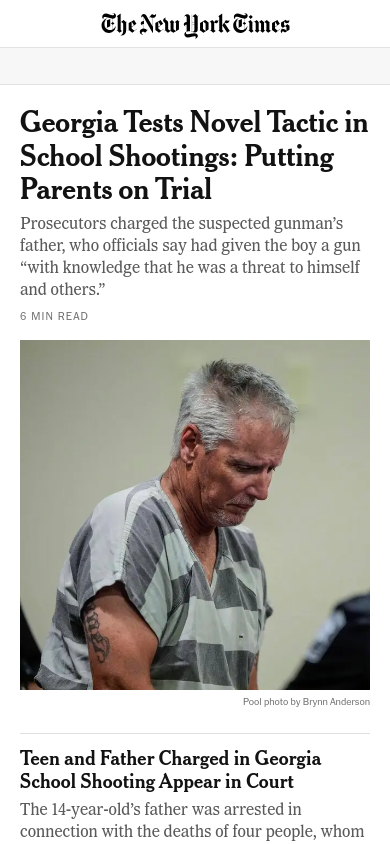 The New York Times
Georgia Tests Novel Tactic in
School Shootings: Putting
Parents on Trial
Prosecutors charged the suspected gunman’s
father, who officials say had given the boy a gun
“with knowledge that he was a threat to himself
and others.”
6 MIN READ
Pool photo by Brynn Anderson
Teen and Father Charged in Georgia
School Shooting Appear in Court
The 14-year-old’s father was arrested in
connection with the deaths of four people, whom